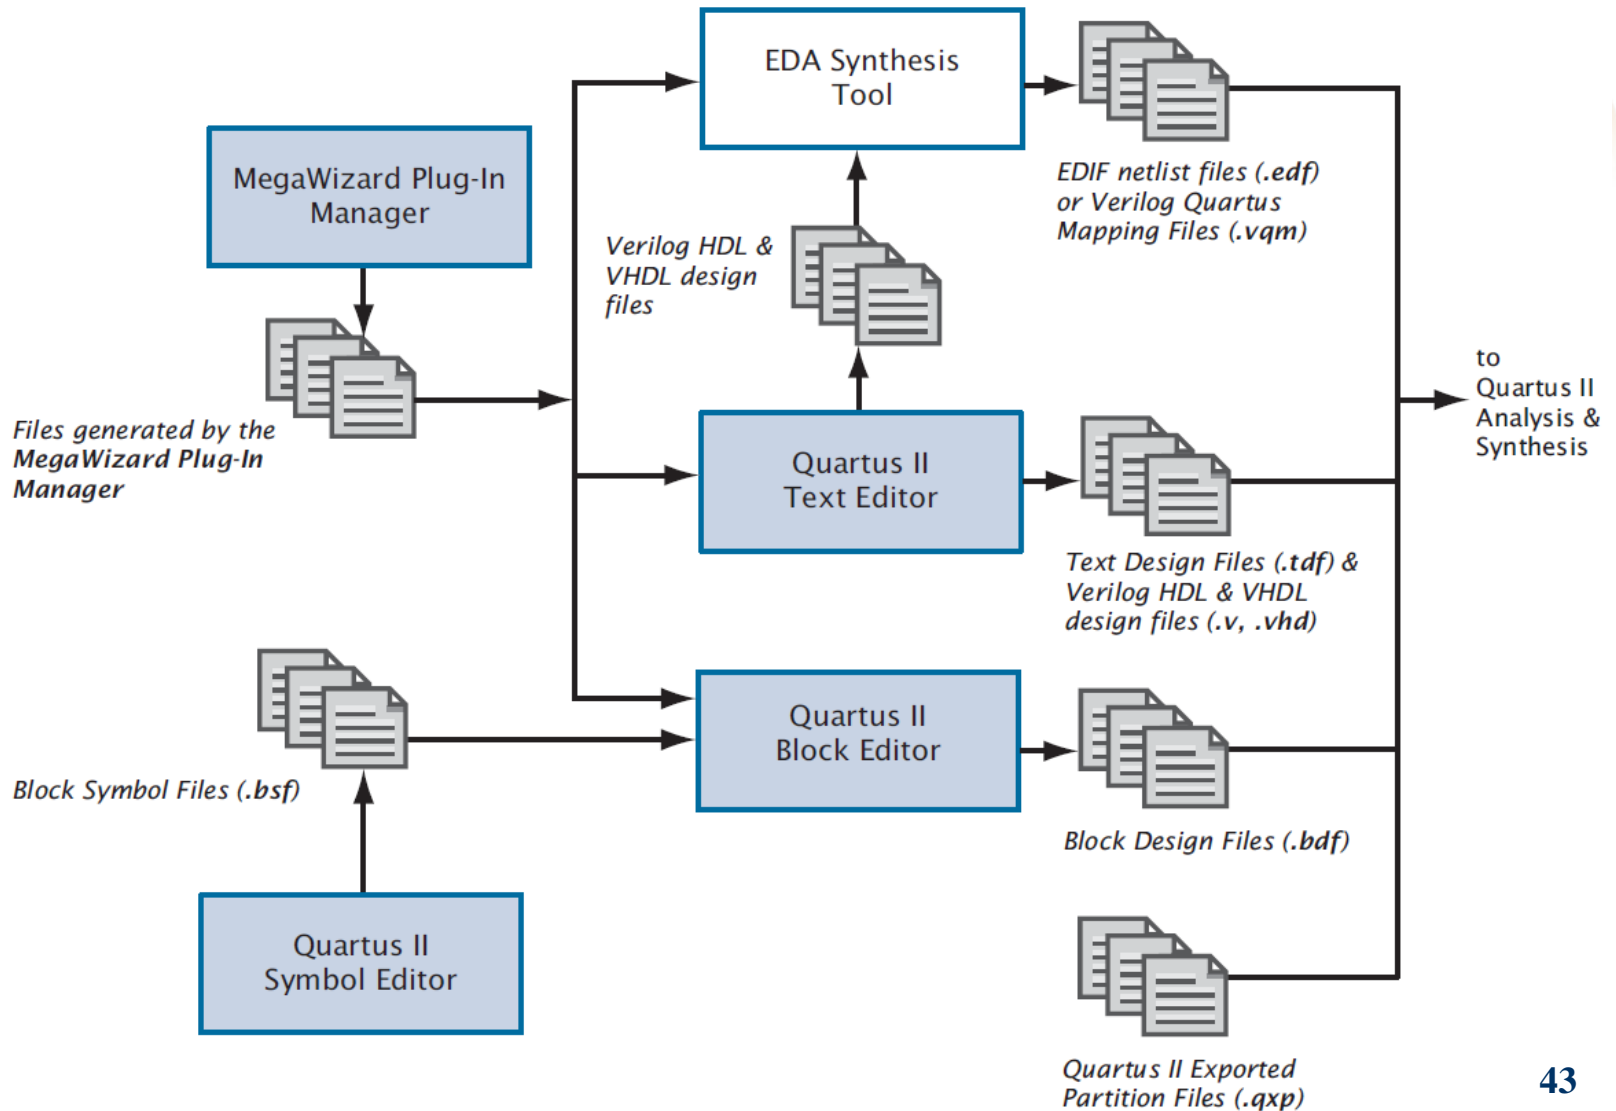 EDA Synthesis
Tool
MegaWizard Plug-In
Manager
EDIF netlist files (.edf)
or Verilog Quartus
Mapping Files (.vqm)
Verilog HDL &
VHDL design
files
to
Quartus II
Analysis &
Synthesis
Files generated by the
MegaWizard Plug-In
Manager
Quartus II
Text Editor
Text Design Files (.tdf) &
Verilog HDL & VHDL
design files (.v, .vhd)
Quartus II
Block Editor
Block Symbol Files (.bsf)
Block Design Files (.bdf)
Quartus II
Symbol Editor
Quartus II Exported
Partition Files (.qxp)
43